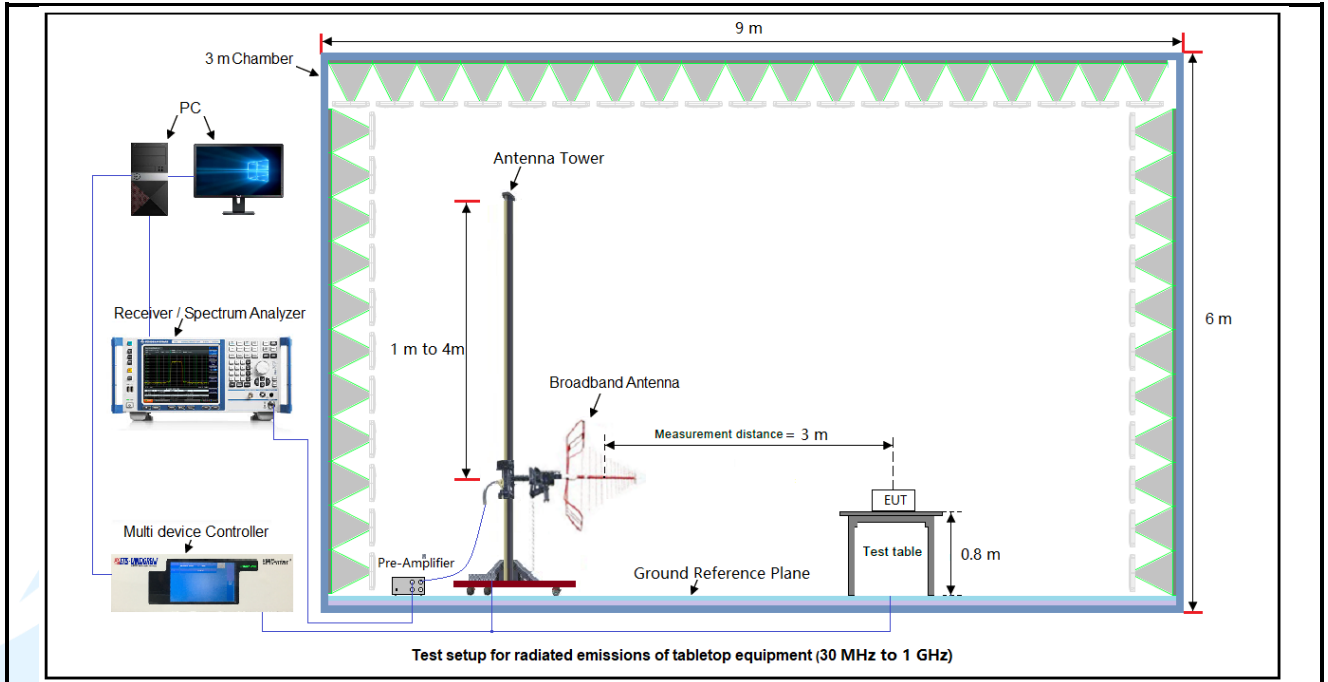 9 m
3 m Chamber
PC
Antenna Tower
Receiver / Spectrum Analyzer
1 m to 4m
6 m
Broadband Antenna
Measurement distance = 3 m
EUT
Multi device Controller
Pre-Amplifier
Test table
0.8 m
Ground Reference Plane
Test setup for radiated emissions of tabletop equipment (30 MHz to 1 GHz)